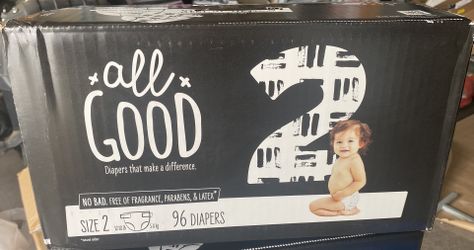 all
GOOD
Diapers that make a difference.
2
NO BAD. FREE OF FRAGRANCE, PARABENS, & LATEX*
SIZE 2 96 DIAPERS